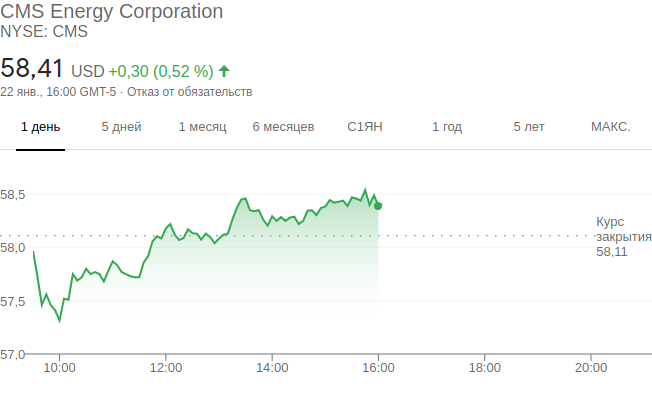 CMS Energy Corporation
NYSE: CMS
58,41 USD +0,30 (0,52 %)
22 янв., 16:00 GMT-5 · Отказ от обязательств
1 день 5 дней 1 месяц 6 месяцев С1ЯН 1 год 5 лет МАКС.
58,5
Курс
58,0 закрытия
58,11
57,5
57,0
10:00 12:00 14:00 16:00 18:00 20:00